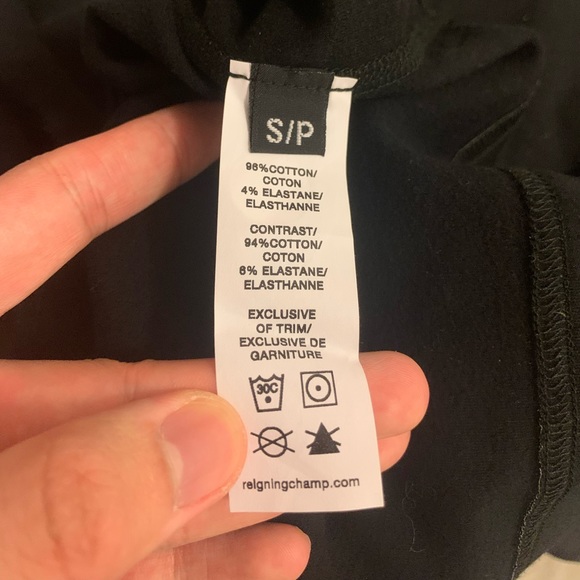 S/P
96%COTTON/
COTON
4% ELASTANE/
ELASTHANNE
CONTRAST/
94%COTTON/
COTON
6% ELASTANE/
ELASTHANNE
EXCLUSIVE
OF TRIM/
EXCLUSIVE DE
GARNITURE
30C
reigningchamp.com